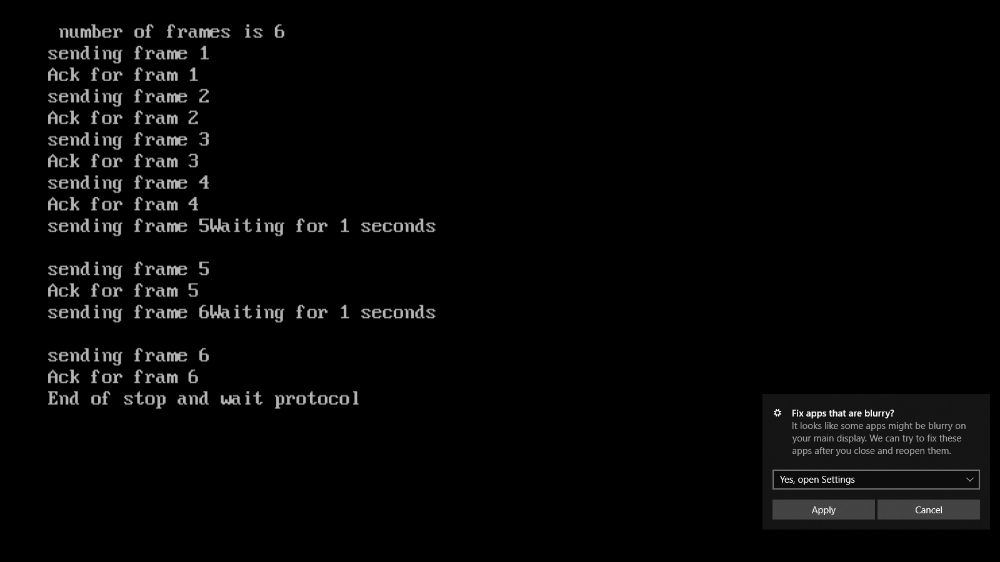 number of frames is 6
sending frame 1
Ack for fram 1
sending frame 2
Ack for fram 2
sending frame 3
Ack for fram 3
sending frame 4
Ack for fram 4
sending frame 5Waiting for 1 seconds
sending frame 5
Ack for fram 5
sending frame 6Waiting for 1 seconds
sending frame 6
Ack for fram 6
End of stop and wait protocol
Fix apps that are blurry?
It looks like some apps might be blurry on
your main display. We can try to fix these
apps after you close and reopen them.
Yes, open Settings
Apply
Cancel